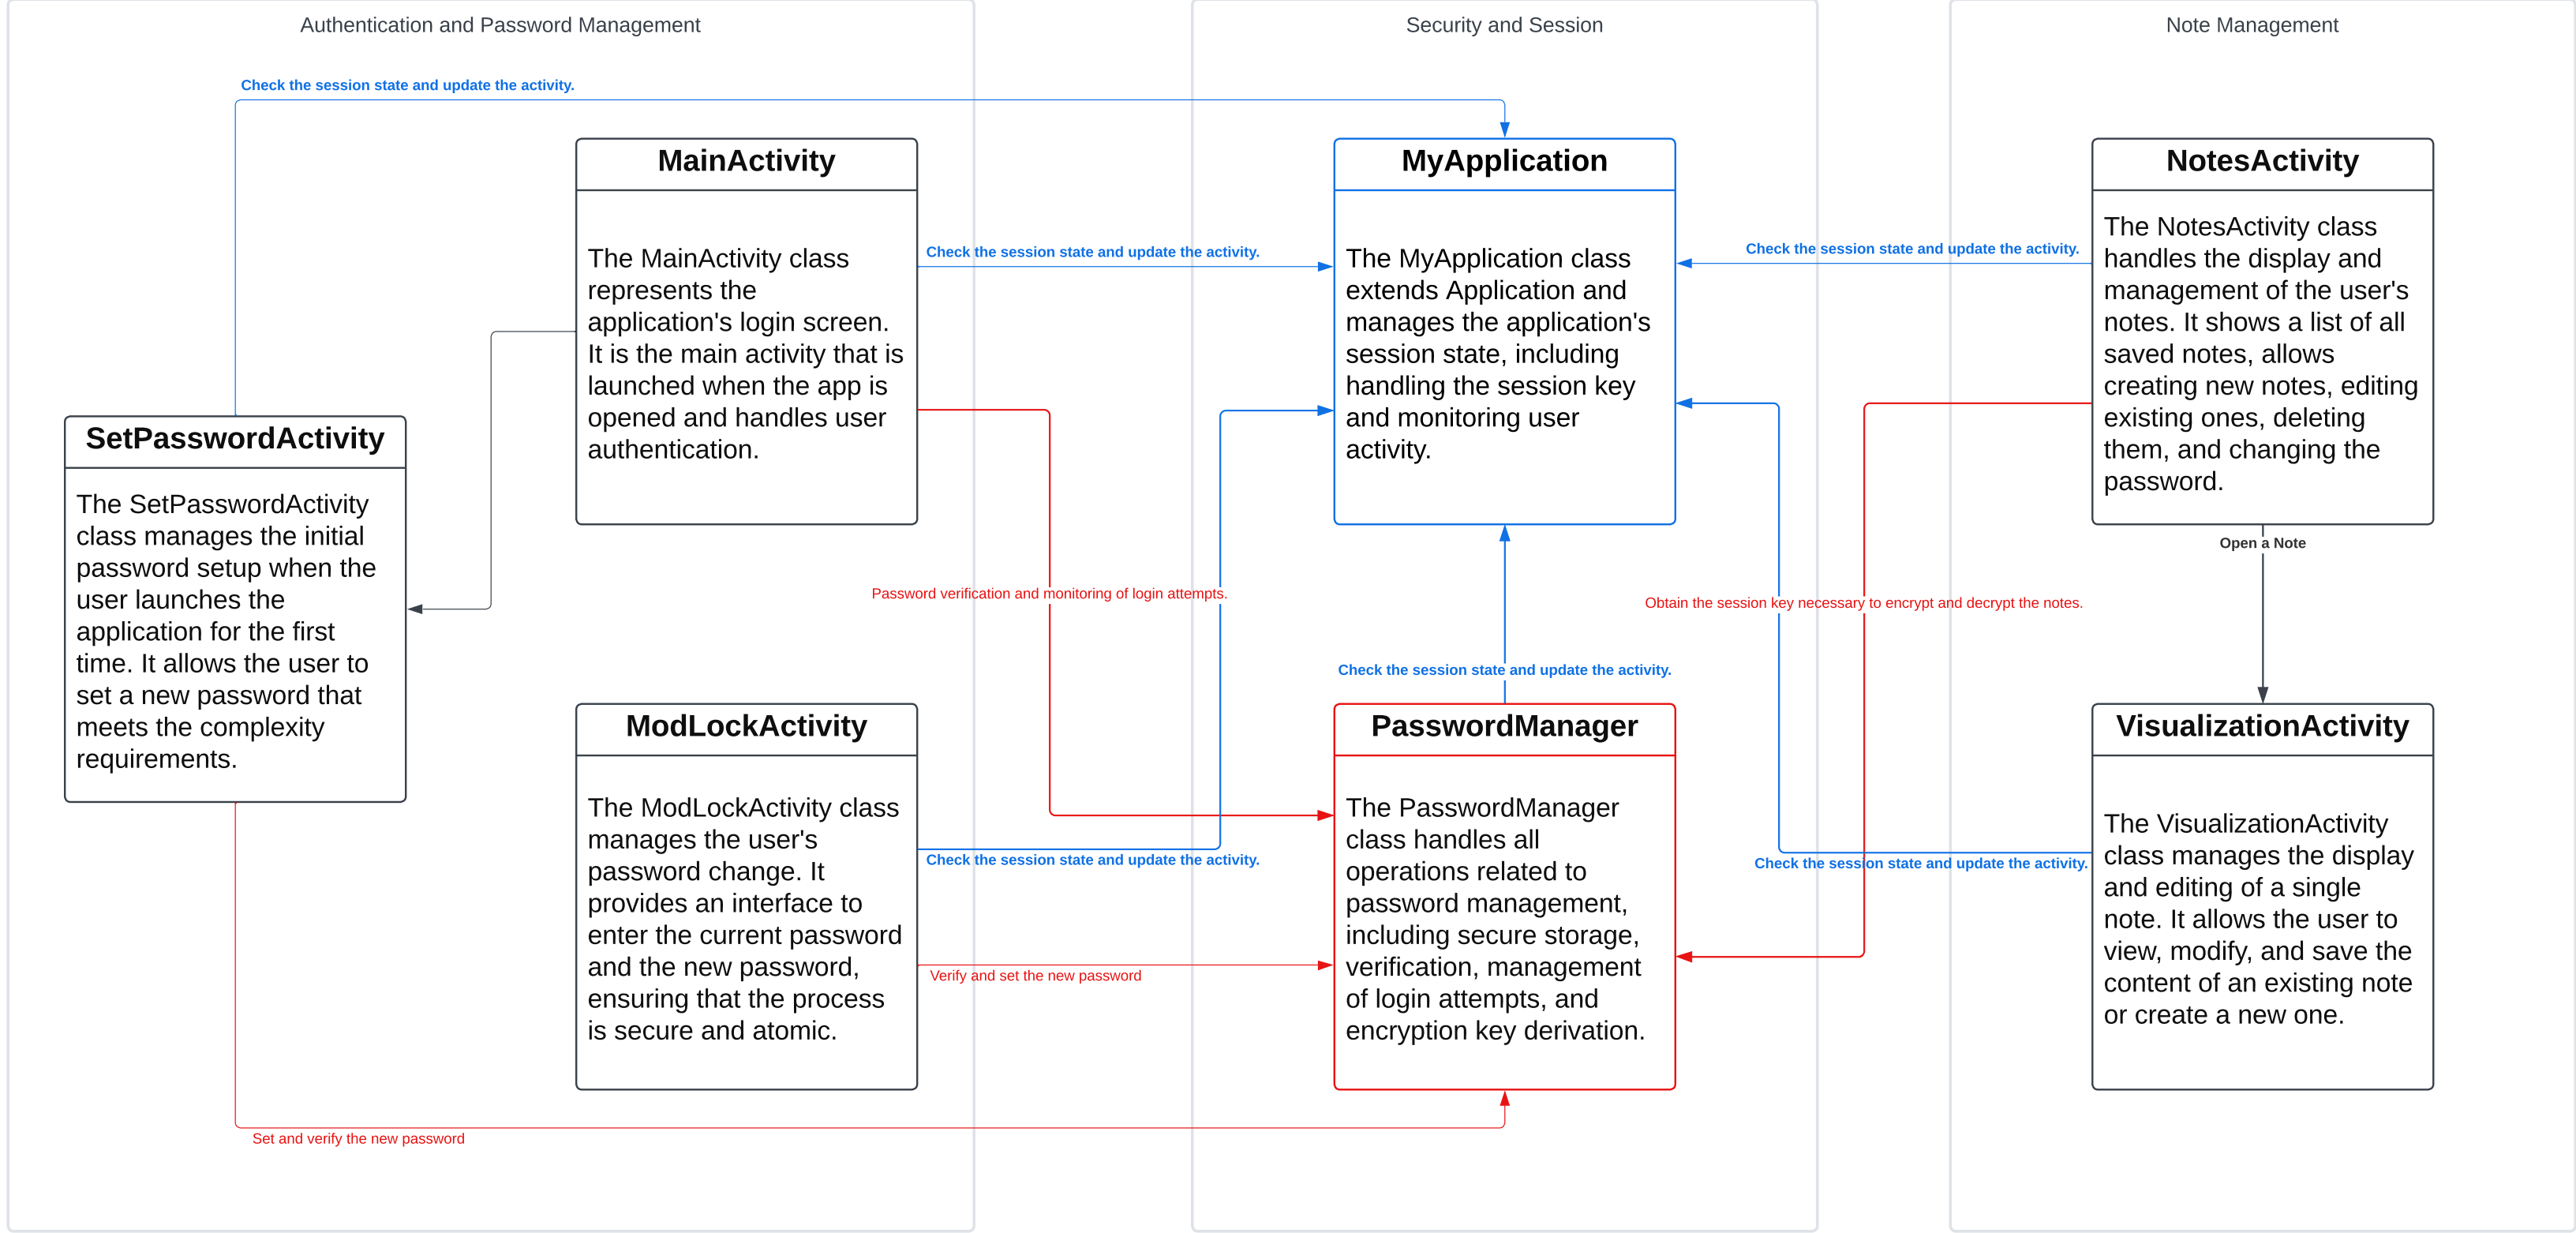 Authentication and Password Management
Security and Session
Note Management
Check the session state and update the activity.
MainActivity
The MainActivity class
represents the
application's login screen.
It is the main activity that is
launched when the app is
opened and handles user
authentication.
Check the session state and update the activity.
MyApplication
The MyApplication class
extends Application and
manages the application's
session state, including
handling the session key
and monitoring user
activity.
Check the session state and update the activity.
NotesActivity
The NotesActivity class
handles the display and
management of the user's
notes. It shows a list of all
saved notes, allows
creating new notes, editing
existing ones, deleting
them, and changing the
password.
SetPasswordActivity
The SetPasswordActivity
class manages the initial
password setup when the
user launches the
application for the first
time. It allows the user to
set a new password that
meets the complexity
requirements.
Open a Note
Password verification and monitoring of login attempts.
Obtain the session key necessary to encrypt and decrypt the notes.
Check the session state and update the activity.
ModLockActivity
The ModLockActivity class
manages the user's
password change. It
provides an interface to
enter the current password
and the new password,
ensuring that the process
is secure and atomic.
Check the session state and update the activity.
Verify and set the new password
PasswordManager
The PasswordManager
class handles all
operations related to
password management,
including secure storage,
verification, management
of login attempts, and
encryption key derivation.
Check the session state and update the activity.
VisualizationActivity
The VisualizationActivity
class manages the display
and editing of a single
note. It allows the user to
view, modify, and save the
content of an existing note
or create a new one.
Set and verify the new password